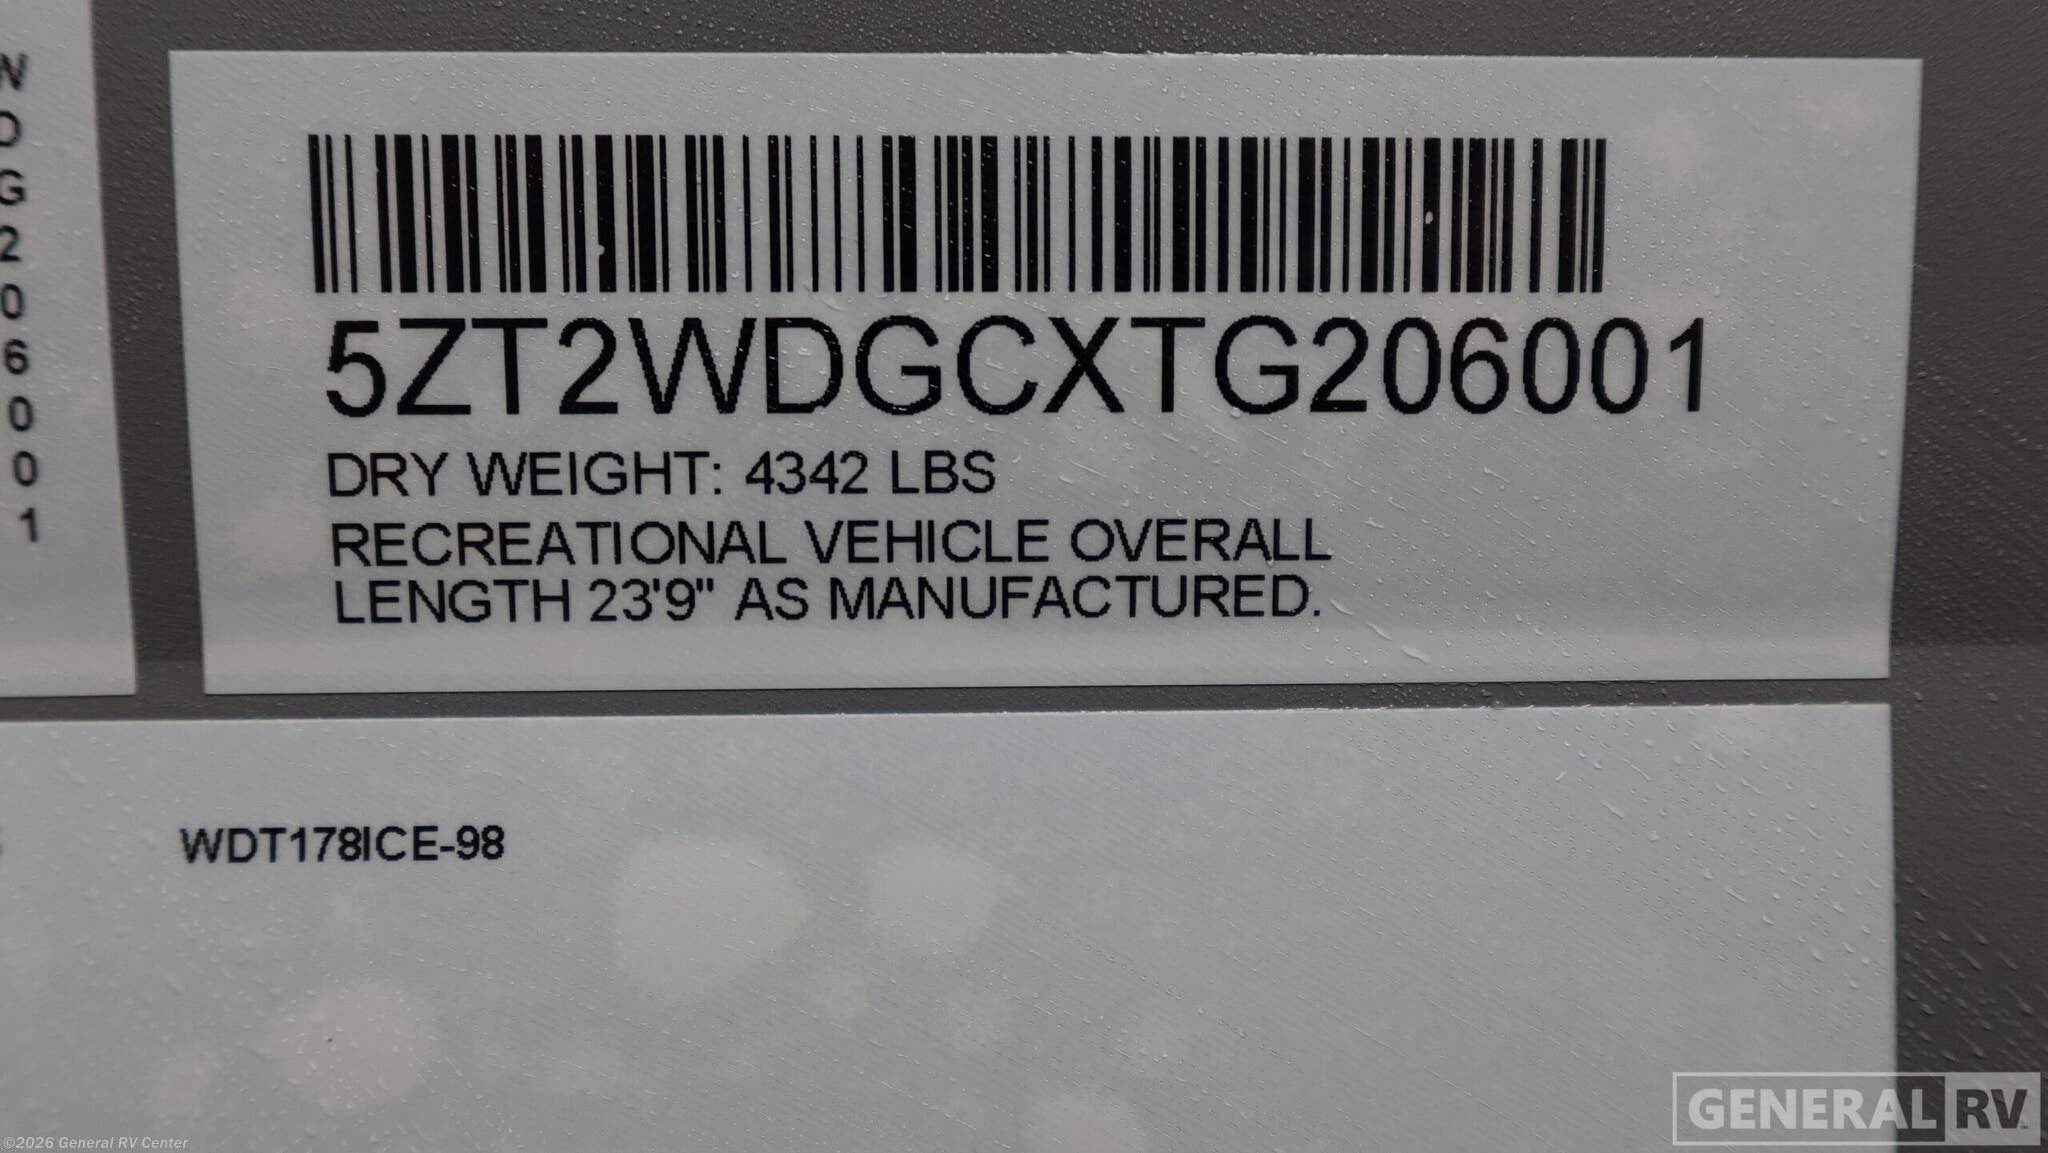 W
D
G
2
0
6
0
0
1
5ZT2WDGCXTG206001
DRY WEIGHT: 4342 LBS
RECREATIONAL VEHICLE OVERALL
LENGTH 23'9" AS MANUFACTURED.
WDT178ICE-98
GENERAL RV
©2026 General RV Center